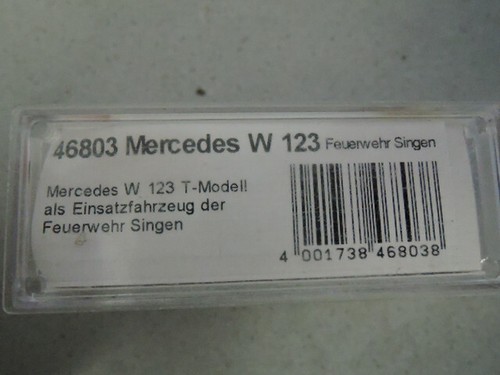 46803 Mercedes W 123 Feuerwehr Singen
Mercedes W 123 T-Modell
als Einsatzfahrzeug der
Feuerwehr Singen
4 001738 468038